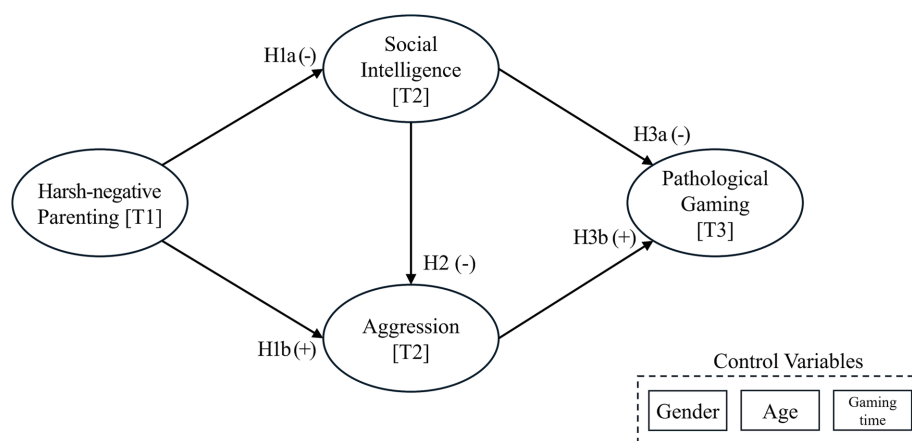 H1a (-)
Social
Intelligence
[T2]
H3a (-)
Harsh-negative
Parenting [T1]
Pathological
Gaming
[T3]
H3b (+)
H2 (-)
H1b (+)
Aggression
[T2]
Control Variables
Gender
Age
Gaming
time